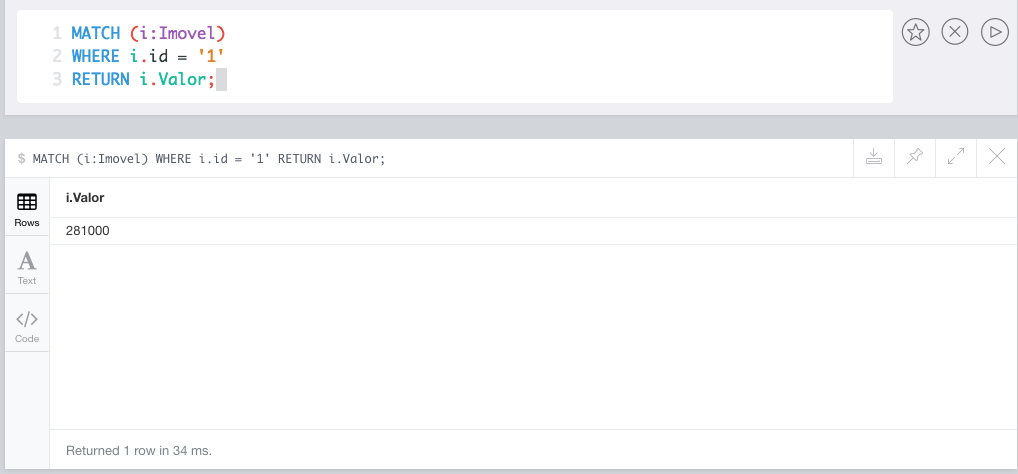 1 MATCH (i:Imovel)
2 WHERE i.id = '1'
3 RETURN i.Valor;
$ MATCH (i:Imovel) WHERE i.id = '1' RETURN i.Valor;
Rows
i.Valor
281000
A
Text
</>
Code
Returned 1 row in 34 ms.